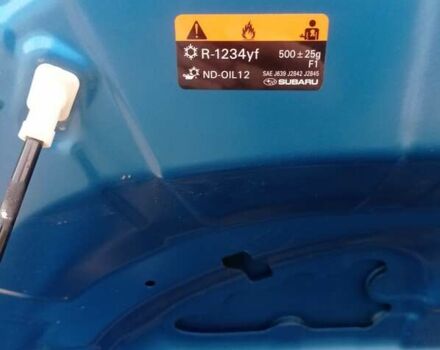 R-1234yf 500±25g
F1
ND-OIL12 SAE J639 J2842 J2845
SUBARU